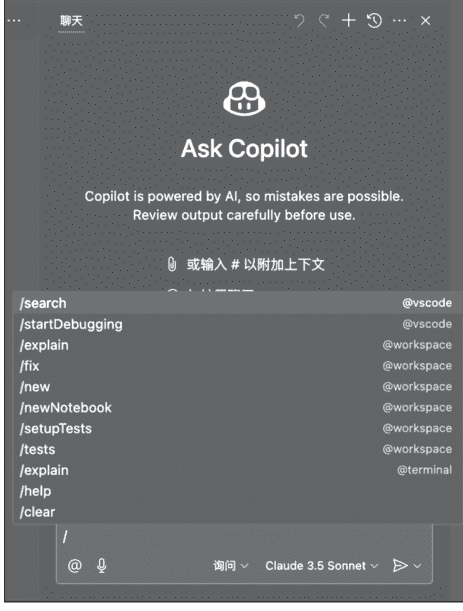 聊天
Ask Copilot
Copilot is powered by AI, so mistakes are possible.
Review output carefully before use.
或输入 # 以附加上下文
/search @vscode
/startDebugging @vscode
/explain @workspace
/fix @workspace
/new @workspace
/newNotebook @workspace
/setupTests @workspace
/tests @workspace
/explain @terminal
/help
/clear
/
@ 询问 Claude 3.5 Sonnet